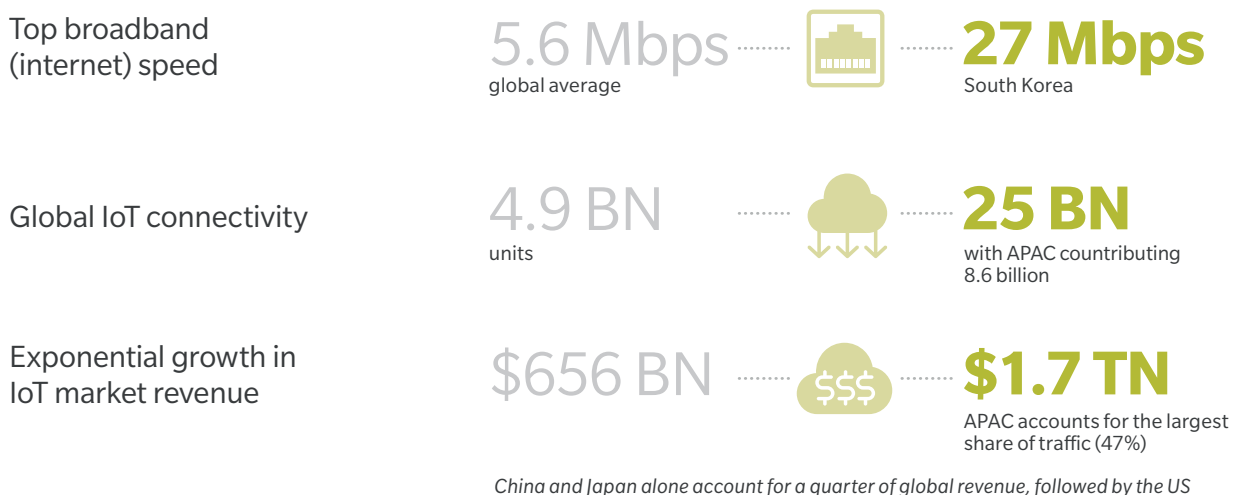 Top broadband
(internet) speed
5.6 Mbps
global average
27 Mbps
South Korea
Global IoT connectivity
4.9 BN
units
25 BN
with APAC countributing
8.6 billion
Exponential growth in
IoT market revenue
$656 BN
$$$
$1.7 TN
APAC accounts for the largest
share of traffic (47%)
China and Japan alone account for a quarter of global revenue, followed by the US